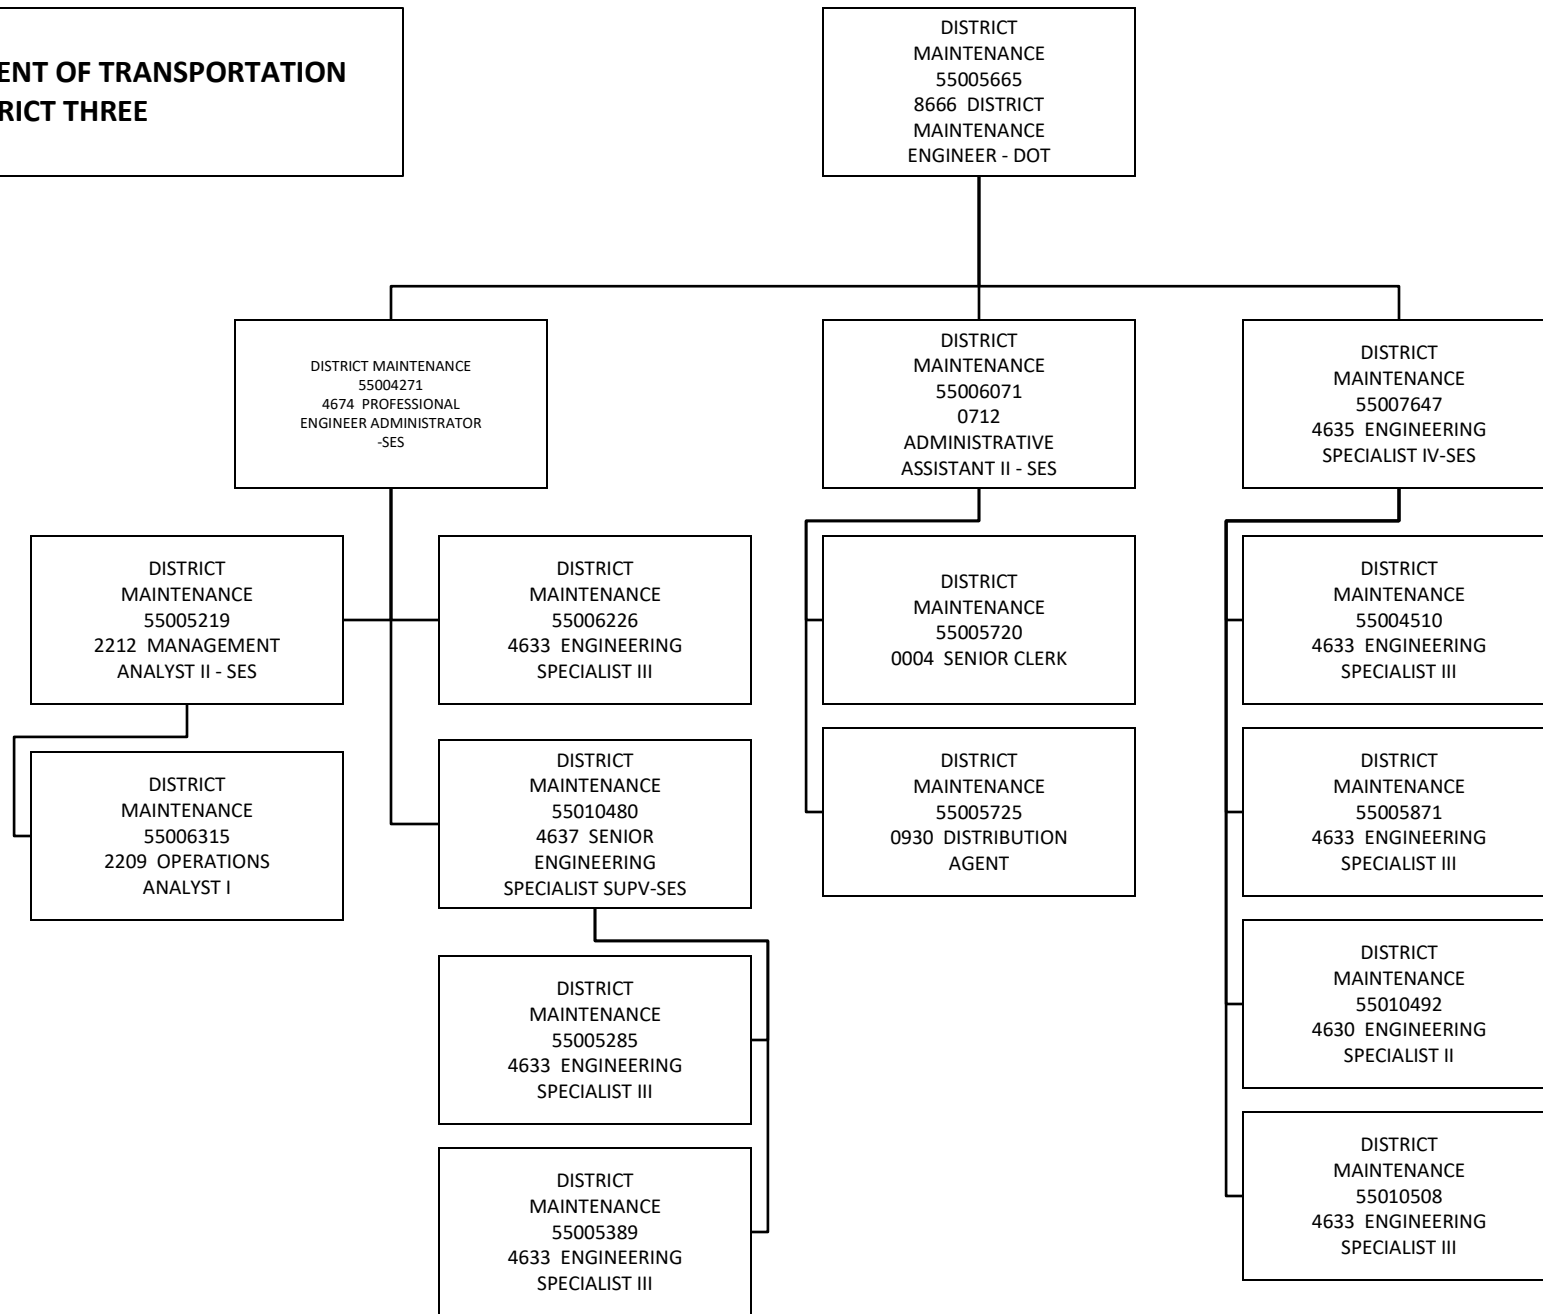 ENT OF TRANSPORTATION
RICT THREE
DISTRICT
MAINTENANCE
55005665
8666 DISTRICT
MAINTENANCE
ENGINEER - DOT
DISTRICT MAINTENANCE
55004271
4674 PROFESSIONAL
ENGINEER ADMINISTRATOR
-SES
DISTRICT
MAINTENANCE
55006071
0712
ADMINISTRATIVE
ASSISTANT II - SES
DISTRICT
MAINTENANCE
55007647
4635 ENGINEERING
SPECIALIST IV-SES
DISTRICT
MAINTENANCE
55005219
2212 MANAGEMENT
ANALYST II - SES
DISTRICT
MAINTENANCE
55006226
4633 ENGINEERING
SPECIALIST III
DISTRICT
MAINTENANCE
55005720
0004 SENIOR CLERK
DISTRICT
MAINTENANCE
55004510
4633 ENGINEERING
SPECIALIST III
DISTRICT
MAINTENANCE
55006315
2209 OPERATIONS
ANALYST I
DISTRICT
MAINTENANCE
55010480
4637 SENIOR
ENGINEERING
SPECIALIST SUPV-SES
DISTRICT
MAINTENANCE
55005725
0930 DISTRIBUTION
AGENT
DISTRICT
MAINTENANCE
55005871
4633 ENGINEERING
SPECIALIST III
DISTRICT
MAINTENANCE
55005285
4633 ENGINEERING
SPECIALIST III
DISTRICT
MAINTENANCE
55010492
4630 ENGINEERING
SPECIALIST II
DISTRICT
MAINTENANCE
55005389
4633 ENGINEERING
SPECIALIST III
DISTRICT
MAINTENANCE
55010508
4633 ENGINEERING
SPECIALIST III